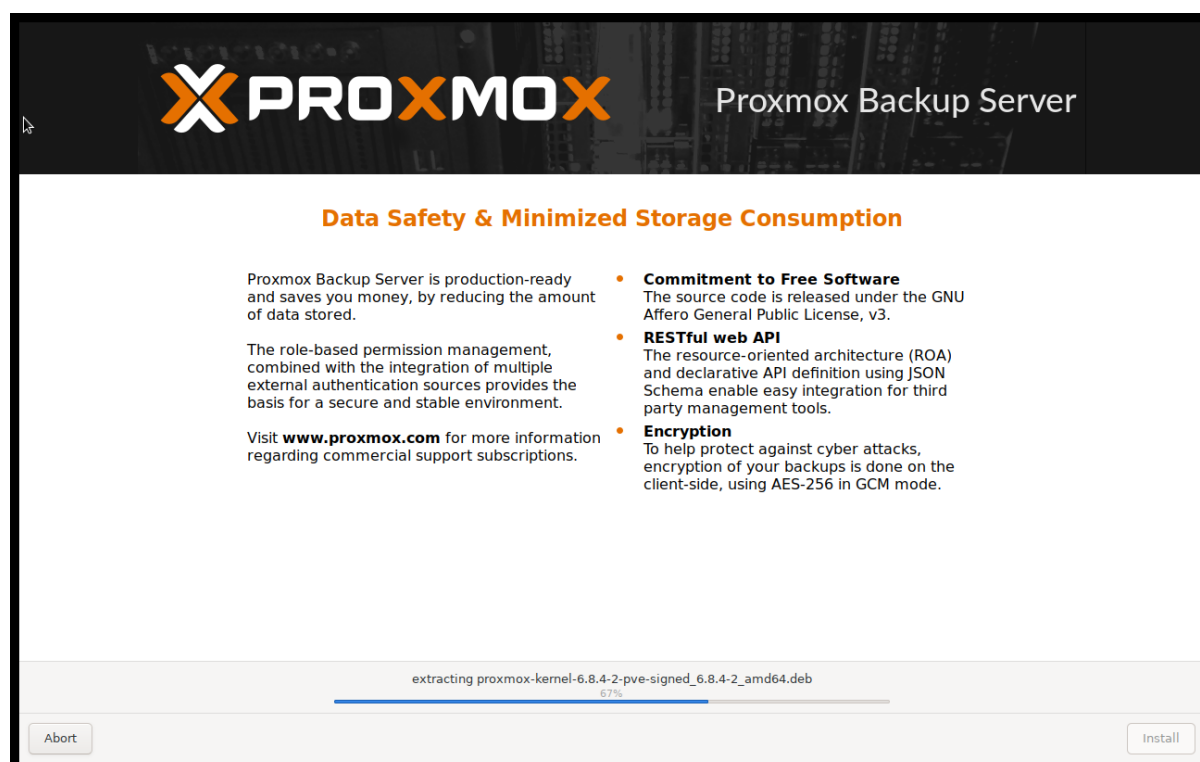 PROXMOX
Proxmox Backup Server
Data Safety & Minimized Storage Consumption
Proxmox Backup Server is production-ready
and saves you money, by reducing the amount
of data stored.
The role-based permission management,
combined with the integration of multiple
external authentication sources provides the
basis for a secure and stable environment.
Visit www.proxmox.com for more information
regarding commercial support subscriptions.
Commitment to Free Software
The source code is released under the GNU
Affero General Public License, v3.
RESTful web API
The resource-oriented architecture (ROA)
and declarative API definition using JSON
Schema enable easy integration for third
party management tools.
Encryption
To help protect against cyber attacks,
encryption of your backups is done on the
client-side, using AES-256 in GCM mode.
extracting proxmox-kernel-6.8.4-2-pve-signed_6.8.4-2_amd64.deb
67%
Abort
Install